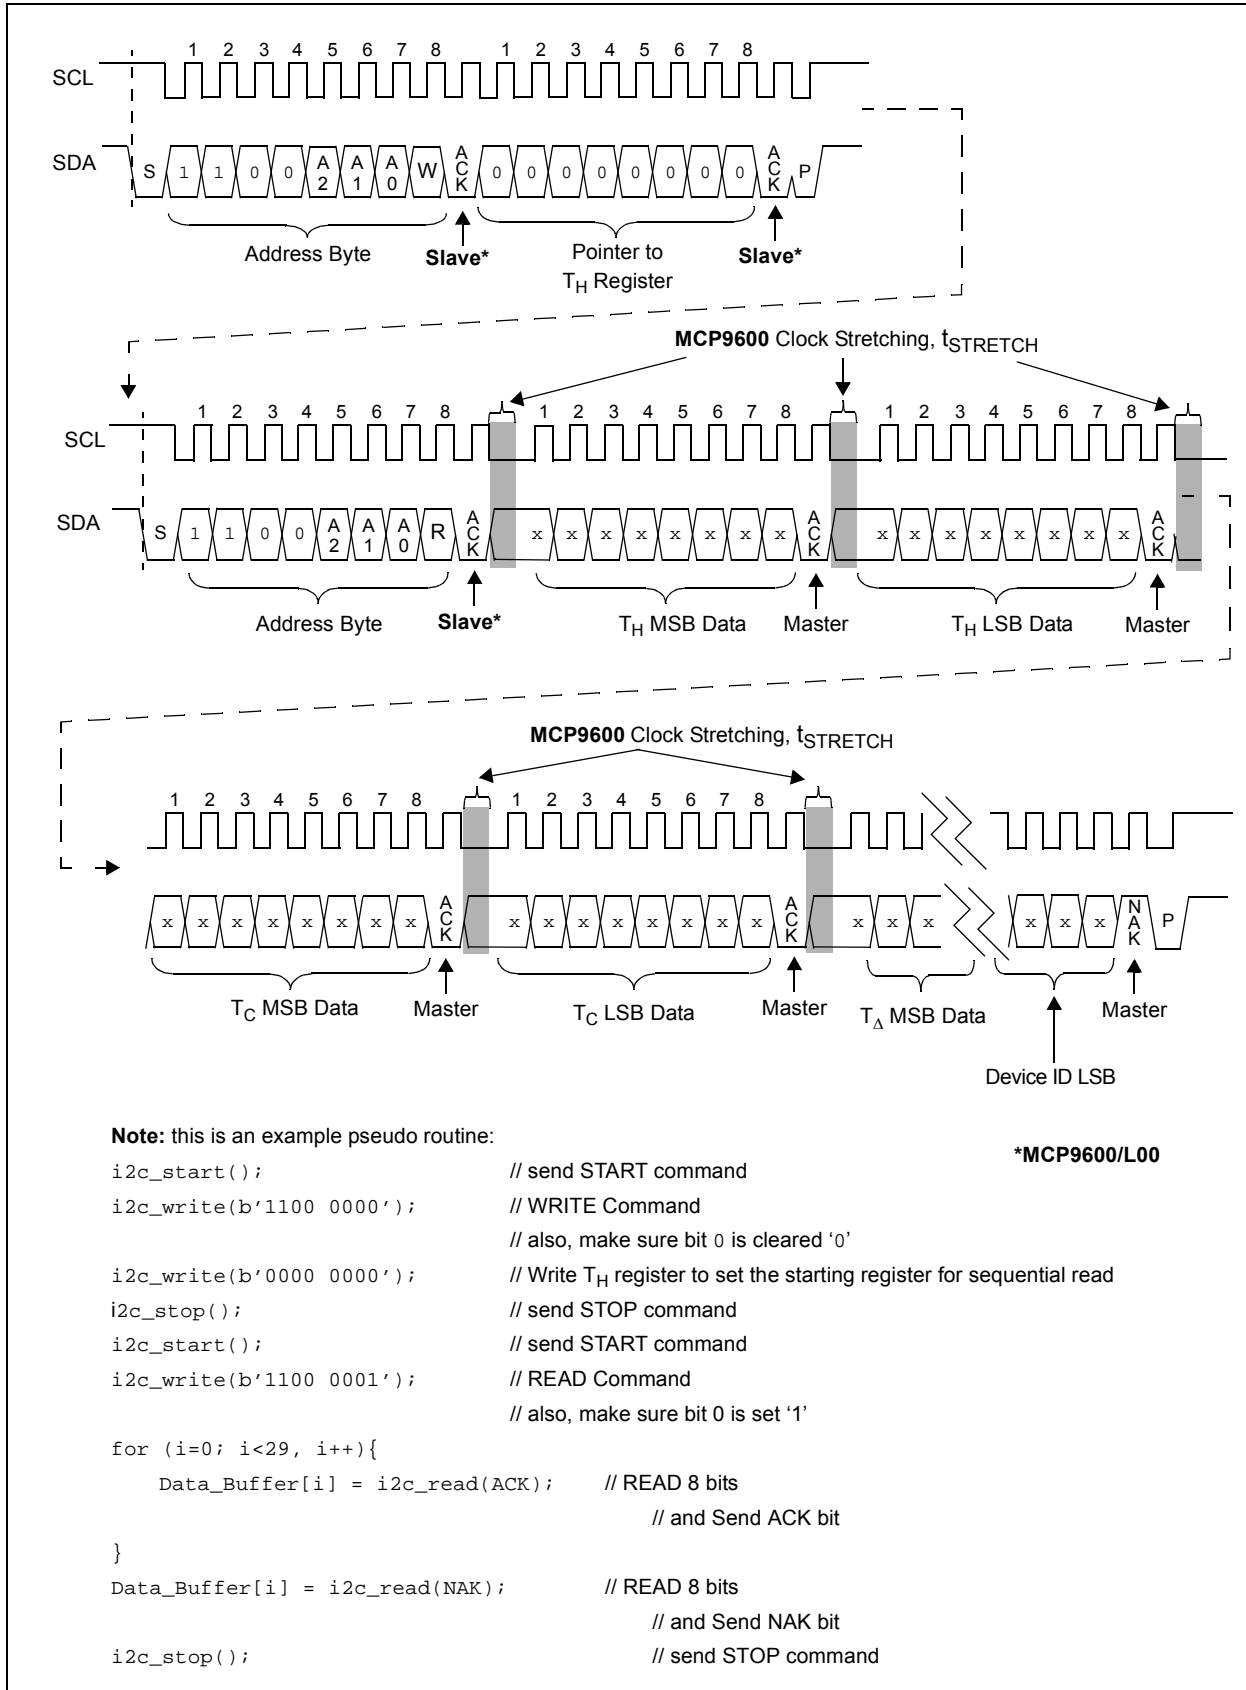 1 2 3 4 5 6 7 8 1 2 3 4 5 6 7 8
SCL
SDA S 1 1 0 0 A2 A1 A0 W ACK 0 0 0 0 0 0 0 0 ACK P
Address Byte Slave* Pointer to Slave*
TH Register
MCP9600 Clock Stretching, tSTRETCH
1 2 3 4 5 6 7 8 1 2 3 4 5 6 7 8 1 2 3 4 5 6 7 8
SCL
SDA S 1 1 0 0 A2 A1 A0 R ACK x x x x x x x x ACK x x x x x x x x ACK
Address Byte Slave* TH MSB Data Master TH LSB Data Master
MCP9600 Clock Stretching, tSTRETCH
1 2 3 4 5 6 7 8 1 2 3 4 5 6 7 8
x x x x x x x x ACK x x x x x x x x ACK x x x x x x NAK P
TC MSB Data Master TC LSB Data Master TΔ MSB Data Master
Device ID LSB
Note: this is an example pseudo routine:
*MCP9600/L00
i2c_start(); // send START command
i2c_write(b’1100 0000’); // WRITE Command
// also, make sure bit 0 is cleared ‘0’
i2c_write(b’0000 0000’); // Write TH register to set the starting register for sequential read
i2c_stop(); // send STOP command
i2c_start(); // send START command
i2c_write(b’1100 0001’); // READ Command
// also, make sure bit 0 is set ‘1’
for (i=0; i<29, i++){
Data_Buffer[i] = i2c_read(ACK); // READ 8 bits
// and Send ACK bit
}
Data_Buffer[i] = i2c_read(NAK); // READ 8 bits
// and Send NAK bit
i2c_stop(); // send STOP command